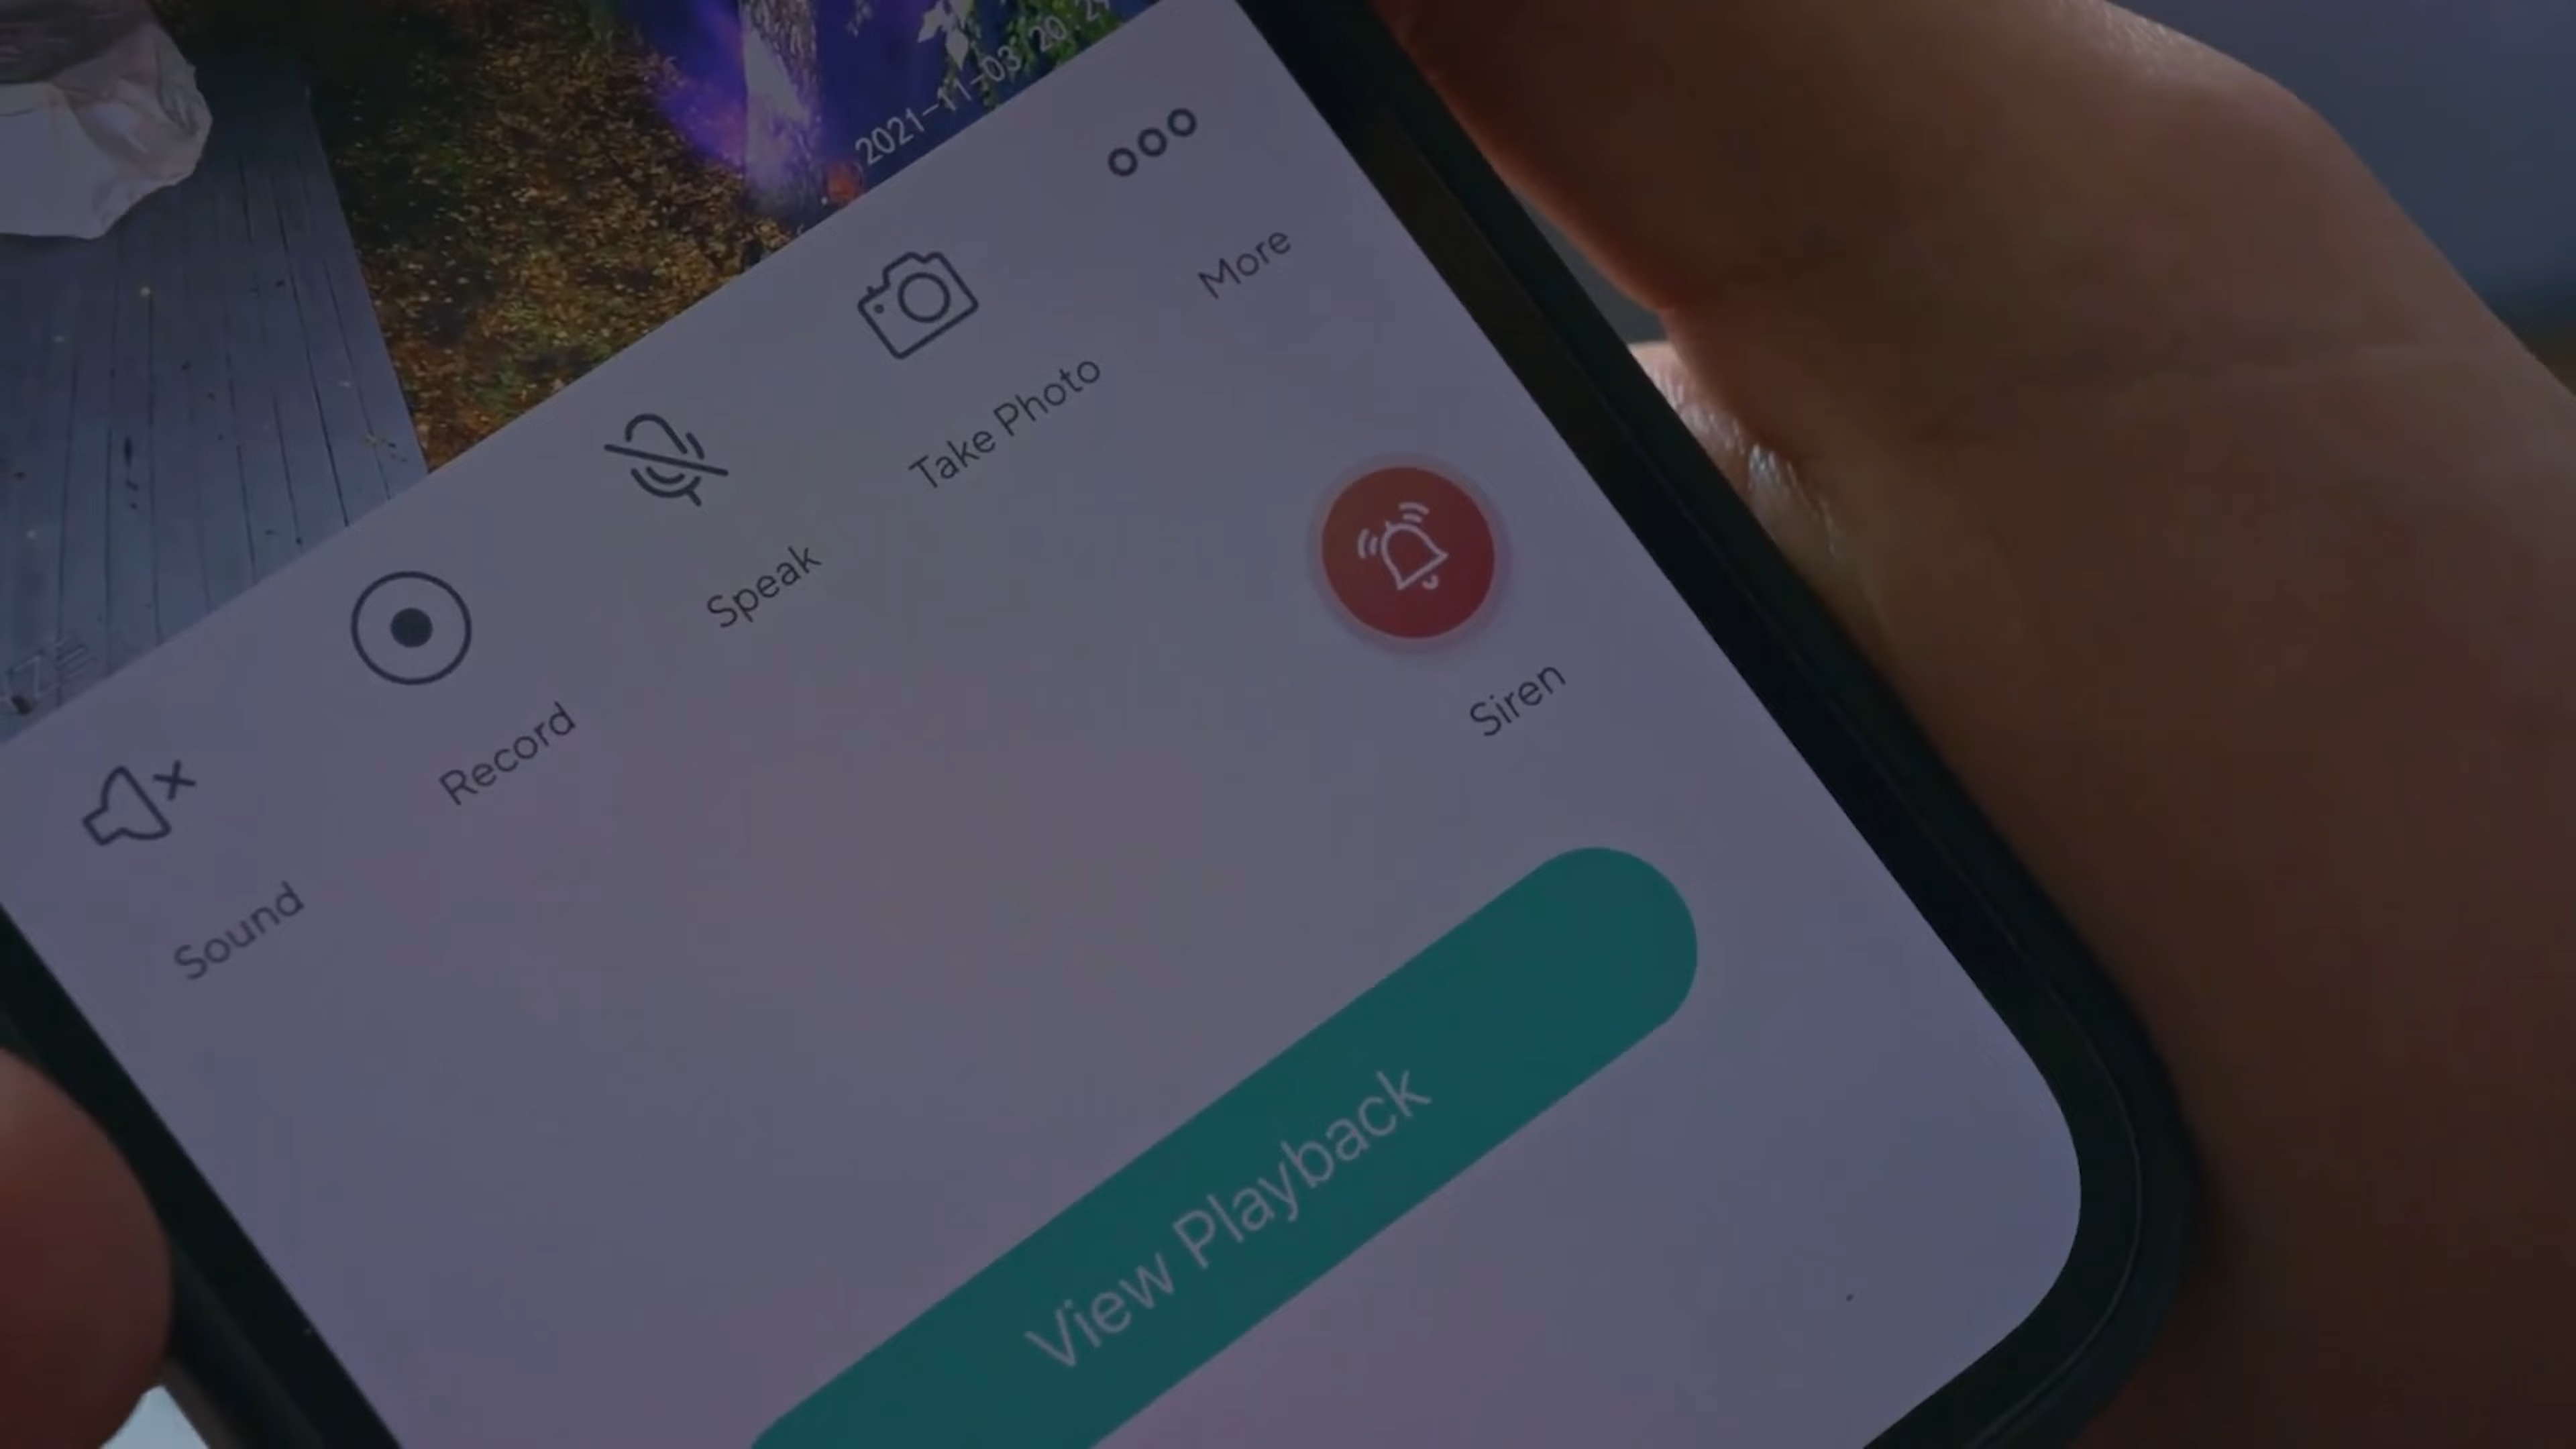 2021-11-03 20:2
More
Take Photo
Speak
Record
Sound
Siren
View Playback